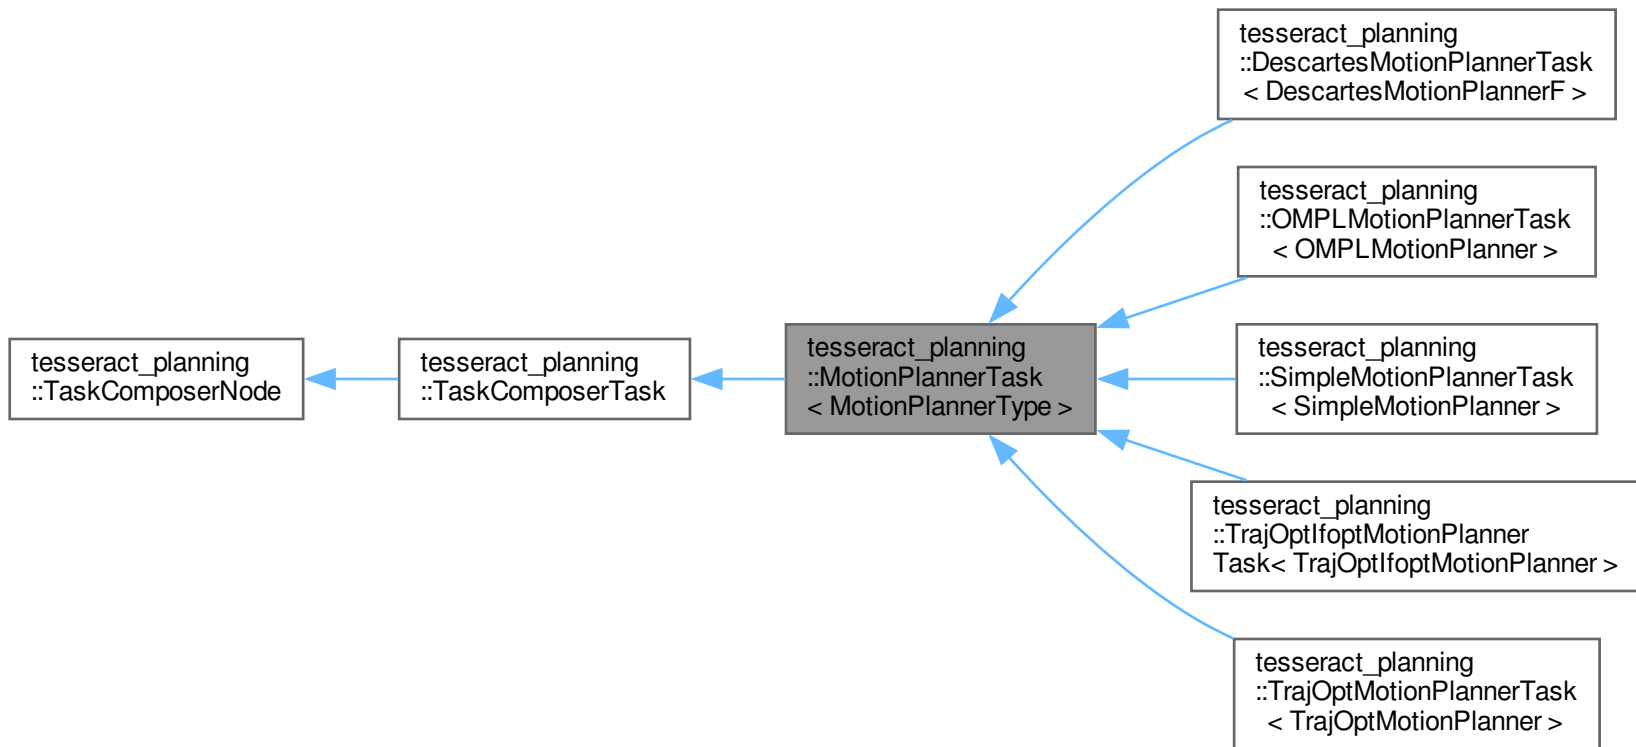 tesseract_planning
::TaskComposerNode
tesseract_planning
::TaskComposerTask
tesseract_planning
::MotionPlannerTask
< MotionPlannerType >
tesseract_planning
::DescartesMotionPlannerTask
< DescartesMotionPlannerF >
tesseract_planning
::OMPLMotionPlannerTask
< OMPLMotionPlanner >
tesseract_planning
::SimpleMotionPlannerTask
< SimpleMotionPlanner >
tesseract_planning
::TrajOptIfoptMotionPlanner
Task< TrajOptIfoptMotionPlanner >
tesseract_planning
::TrajOptMotionPlannerTask
< TrajOptMotionPlanner >